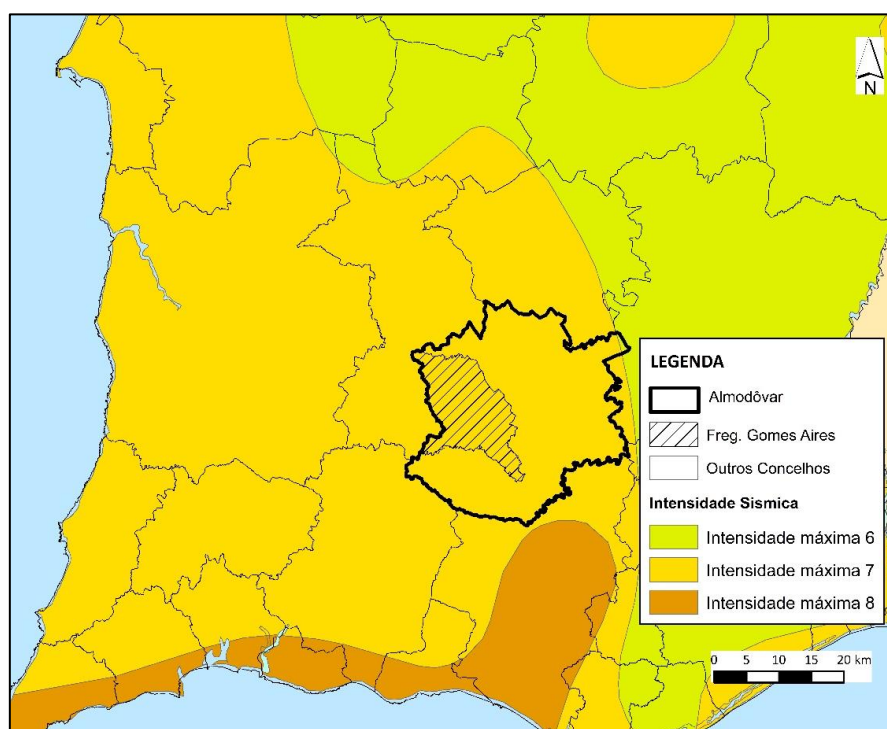 N
LEGENDA
Almodôvar
Freg. Gomes Aires
Outros Concelhos
Intensidade Sísmica
Intensidade máxima 6
Intensidade máxima 7
Intensidade máxima 8
0 5 10 15 20 km